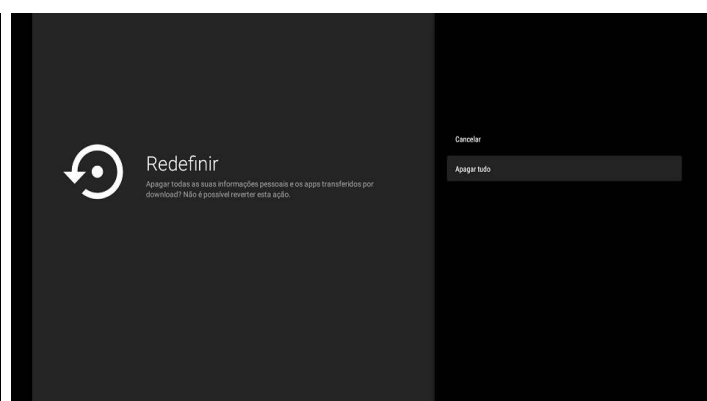 Redefinir
Apagar todas as suas informações pessoais e os apps transferidos por
download? Não é possível reverter esta ação.
Cancelar
Apagar tudo